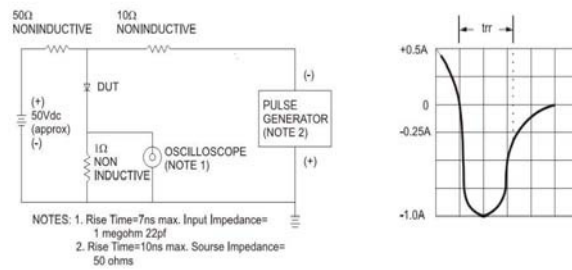 50Ω
NONINDUCTIVE
10Ω
NONINDUCTIVE
DUT
(+)
50Vdc
(approx)
(-)
1Ω
NON
INDUCTIVE
OSCILLOSCOPE
(NOTE 1)
(-)
PULSE
GENERATOR
(NOTE 2)
(+)
NOTES: 1. Rise Time=7ns max. Input Impedance=
1 megohm 22pf
2. Rise Time=10ns max. Sourse Impedance=
50 ohms
trr
+0.5A
0
-0.25A
-1.0A